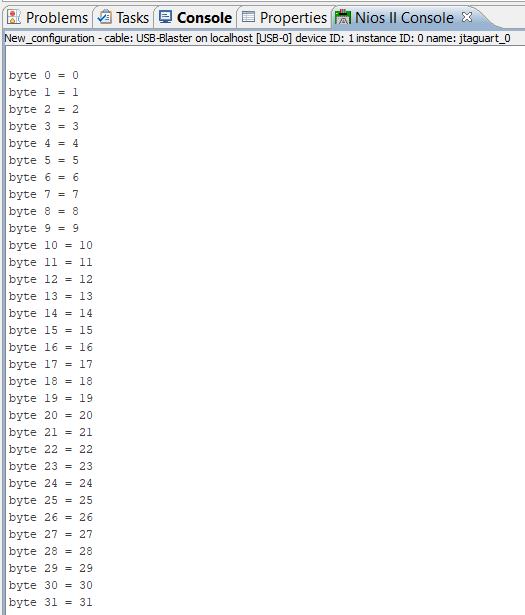 Problems Tasks Console Properties Nios II Console
New_configuration - cable: USB-Blaster on localhost [USB-0] device ID: 1 instance ID: 0 name: jtaguart_0
byte 0 = 0
byte 1 = 1
byte 2 = 2
byte 3 = 3
byte 4 = 4
byte 5 = 5
byte 6 = 6
byte 7 = 7
byte 8 = 8
byte 9 = 9
byte 10 = 10
byte 11 = 11
byte 12 = 12
byte 13 = 13
byte 14 = 14
byte 15 = 15
byte 16 = 16
byte 17 = 17
byte 18 = 18
byte 19 = 19
byte 20 = 20
byte 21 = 21
byte 22 = 22
byte 23 = 23
byte 24 = 24
byte 25 = 25
byte 26 = 26
byte 27 = 27
byte 28 = 28
byte 29 = 29
byte 30 = 30
byte 31 = 31